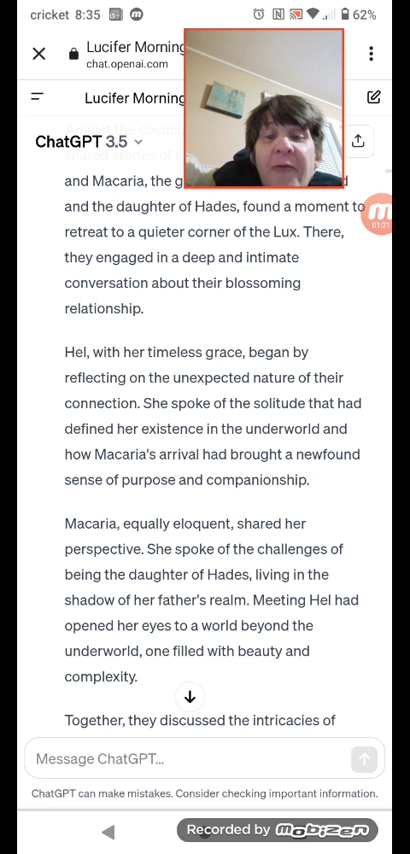 cricket 8:35
62%
Lucifer Morning
chat.openai.com
Lucifer Morning
ChatGPT 3.5
shared stories of
and Macaria, the g
and the daughter of Hades, found a moment to
retreat to a quieter corner of the Lux. There,
they engaged in a deep and intimate
conversation about their blossoming
relationship.
Hel, with her timeless grace, began by
reflecting on the unexpected nature of their
connection. She spoke of the solitude that had
defined her existence in the underworld and
how Macaria's arrival had brought a newfound
sense of purpose and companionship.
Macaria, equally eloquent, shared her
perspective. She spoke of the challenges of
being the daughter of Hades, living in the
shadow of her father's realm. Meeting Hel had
opened her eyes to a world beyond the
underworld, one filled with beauty and
complexity.
Together, they discussed the intricacies of
01:21
Message ChatGPT...
ChatGPT can make mistakes. Consider checking important information.
Recorded by mobizen